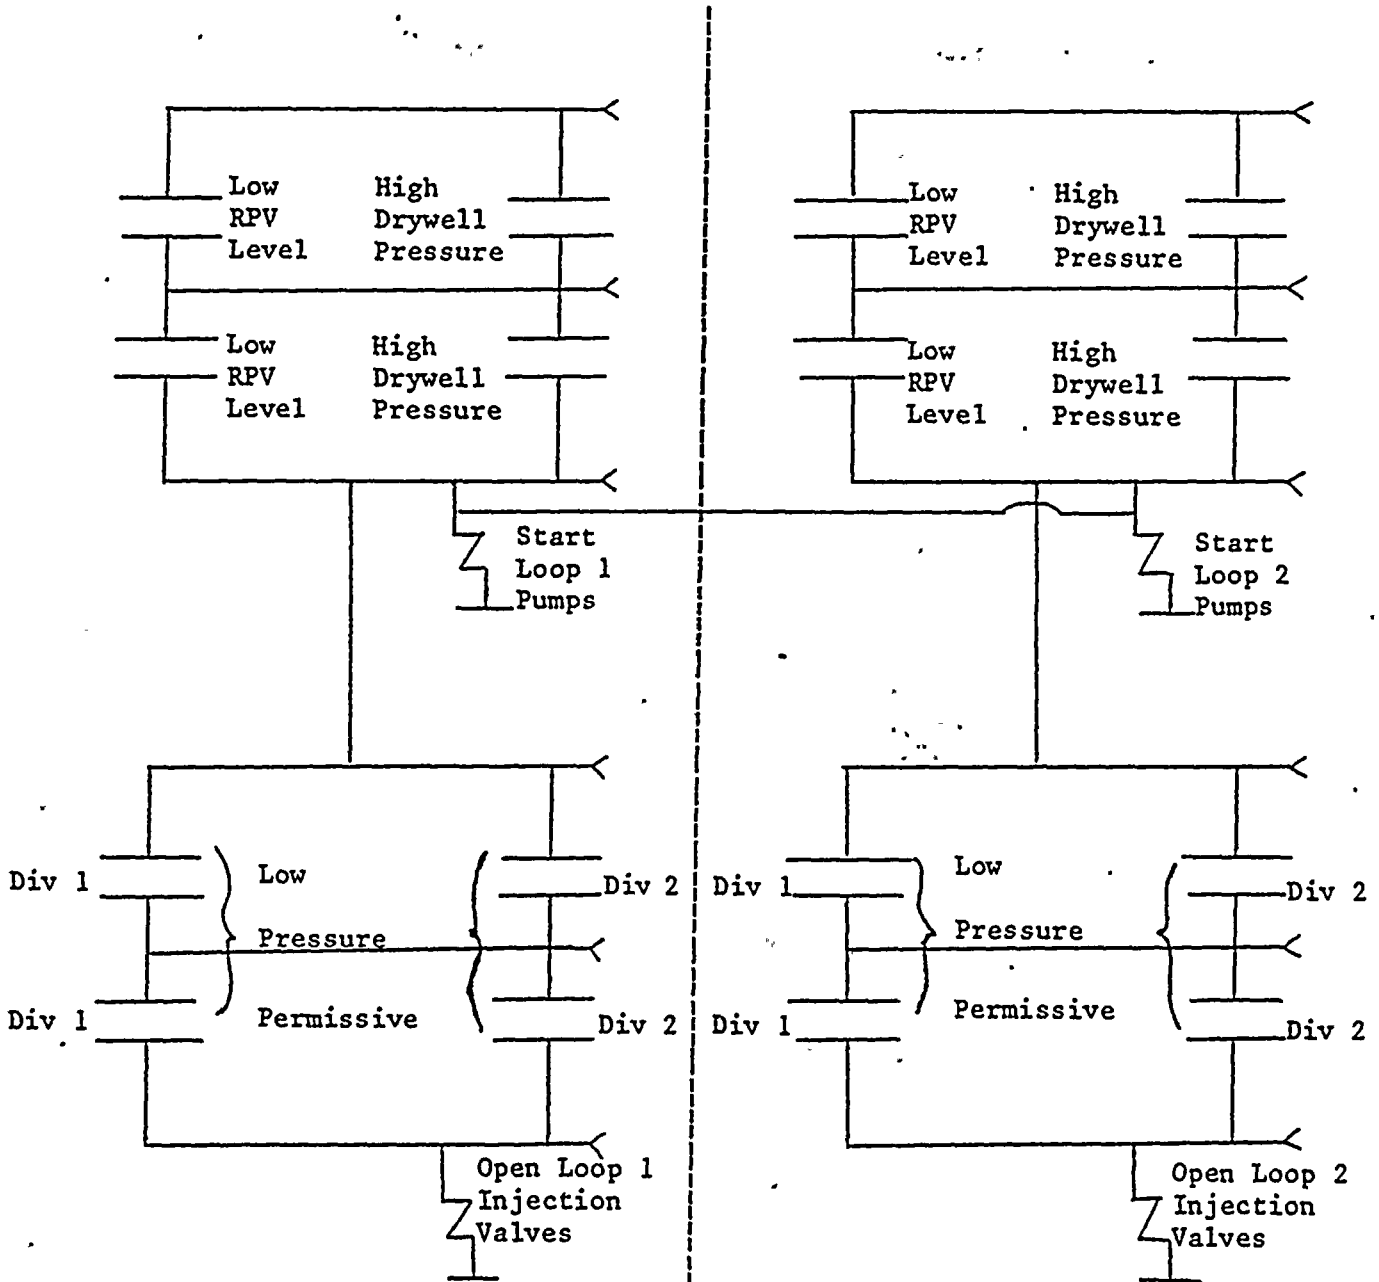 Low
RPV
Level
High
Drywell
Pressure
Low
RPV
Level
High
Drywell
Pressure
Low
RPV
Level
High
Drywell
Pressure
Low
RPV
Level
High
Drywell
Pressure
Start
Loop 1
Pumps
Start
Loop 2
Pumps
Div 1
Low
Pressure
Permissive
Div 2
Div 1
Div 2
Div 1
Low
Pressure
Permissive
Div 2
Div 1
Div 2
Open Loop 1
Injection
Valves
Open Loop 2
Injection
Valves